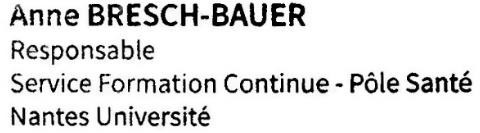 Anne BRESCH-BAUER
Responsable
Service Formation Continue - Pôle Santé
Nantes Université